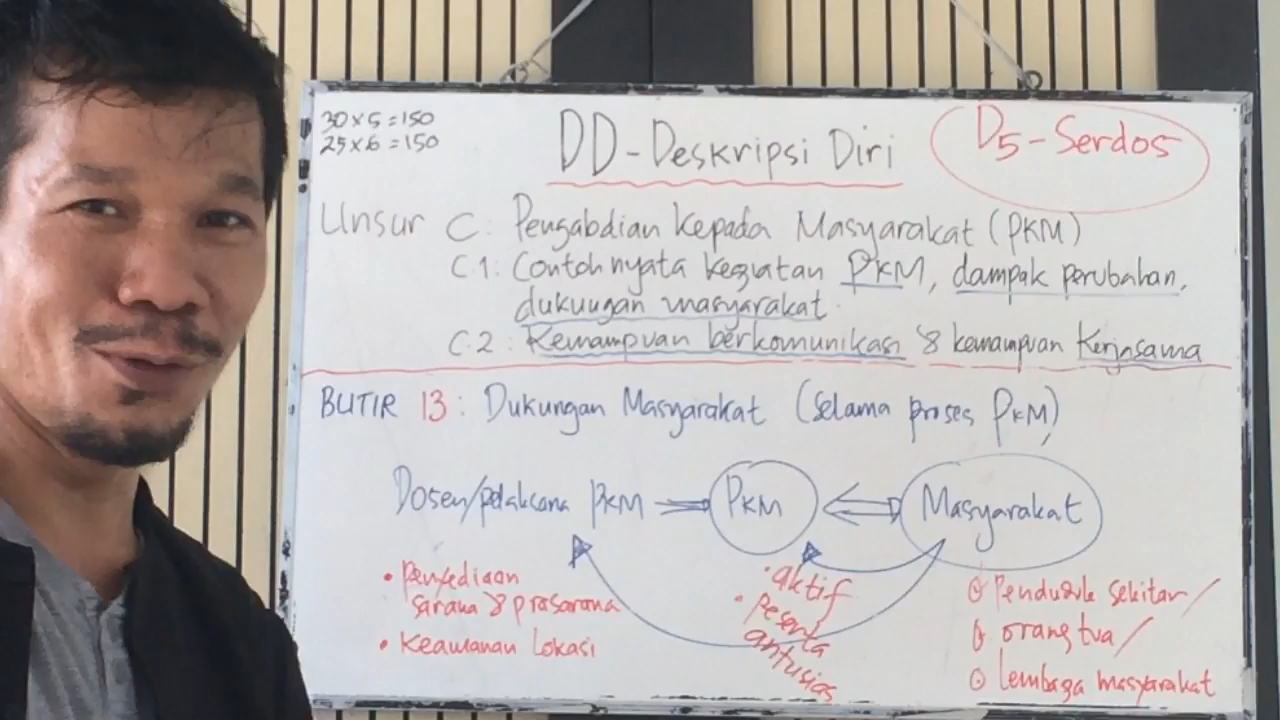 30 x 5 = 150
25 x 6 = 150
DD-Deskripsi Diri
D5-Serdos
Unsur C: Pengabdian Kepada Masyarakat (PKM)
C.1: Contoh nyata kegiatan PKM, dampak perubahan,
dukungan masyarakat.
C.2: Kemampuan berkomunikasi & kemampuan Kerjasama
BUTIR 13: Dukungan Masyarakat (Selama proses PkM)
Dosen/pelaksana PKM
PKM
Masyarakat
• Penyediaan
sarana & prasarana
• Keamanan Lokasi
• aktif
• peserta
antusias
Penduduk sekitar/
orang tua/
lembaga masyarakat